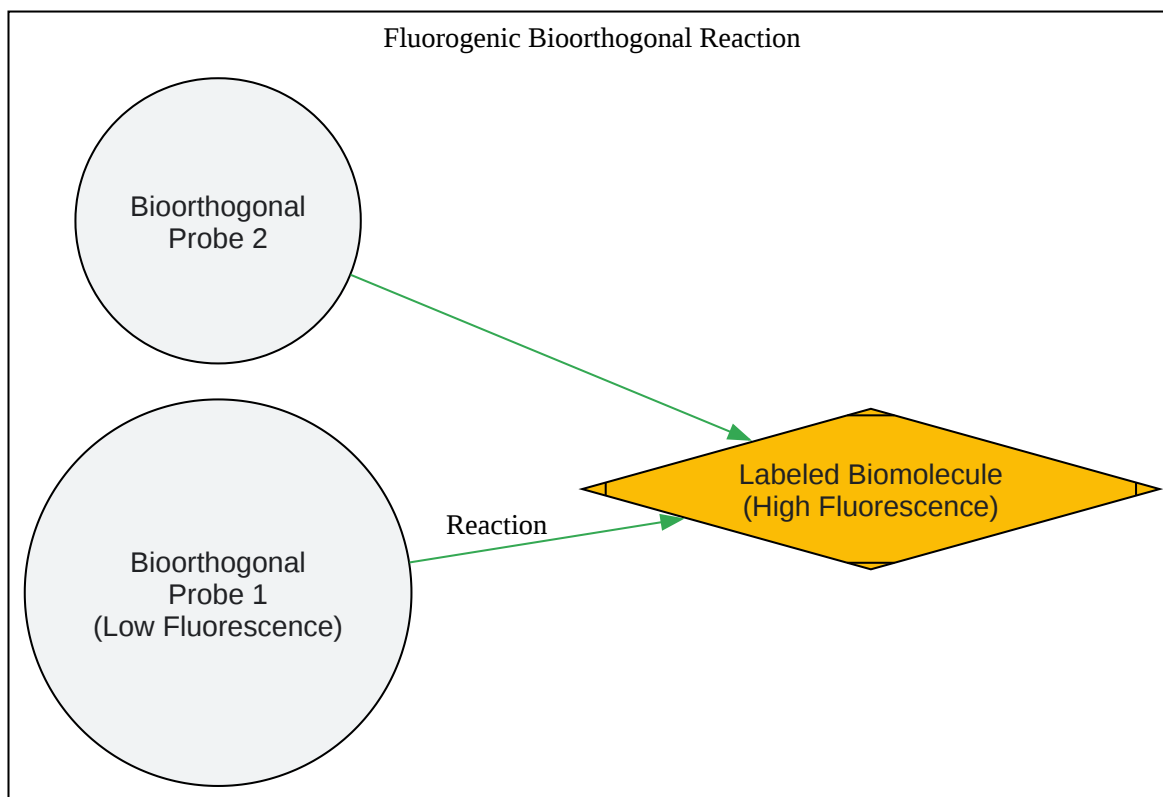 Fluorogenic Bioorthogonal Reaction
Bioorthogonal
Probe 2
Labeled Biomolecule
(High Fluorescence)
Reaction
Bioorthogonal
Probe 1
(Low Fluorescence)